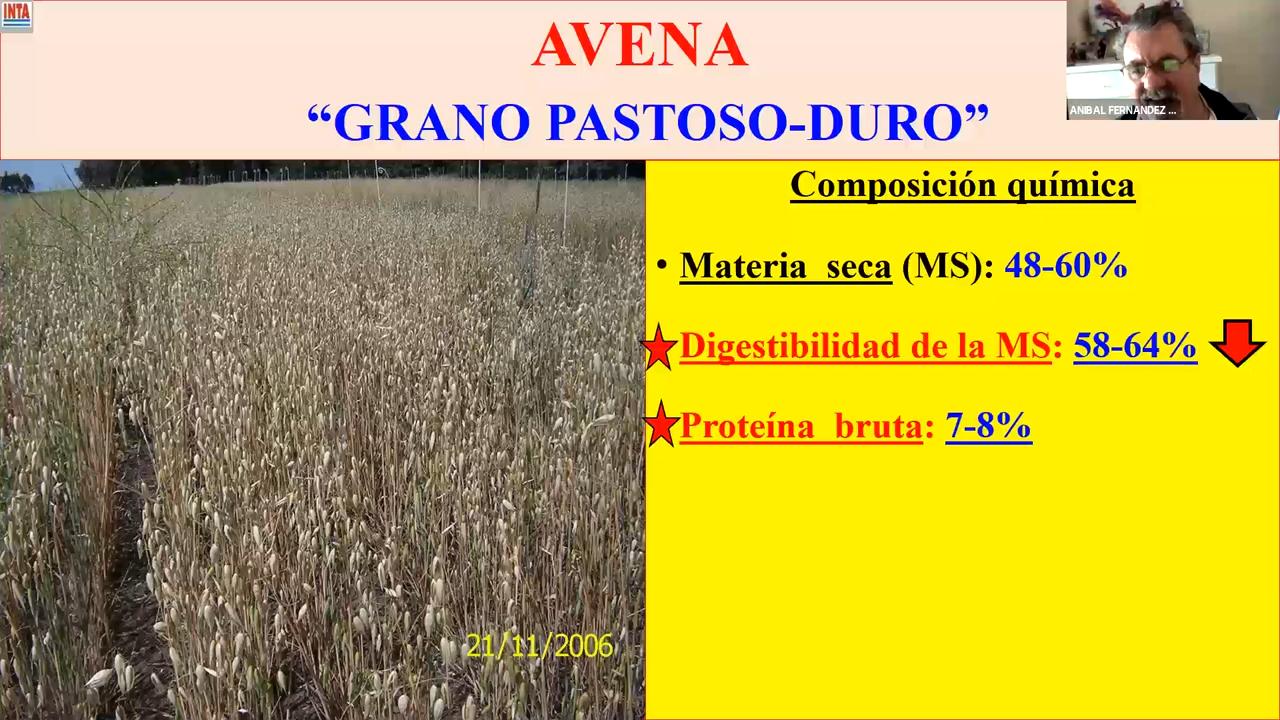 INTA
AVENA
“GRANO PASTOSO-DURO”
ANIBAL FERNANDEZ ...
Composición química
• Materia seca (MS): 48-60%
Digestibilidad de la MS: 58-64%
Proteína bruta: 7-8%
21/11/2006